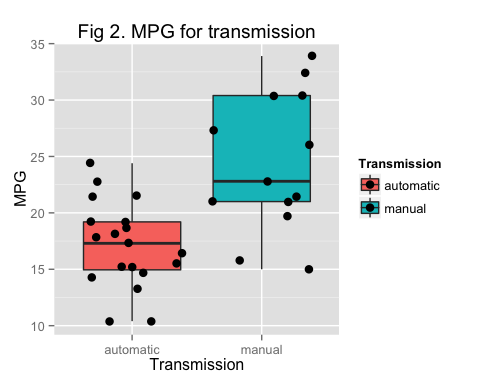 Fig 2. MPG for transmission
35
30
25
20
15
10
MPG
automatic
manual
Transmission
Transmission
automatic
manual